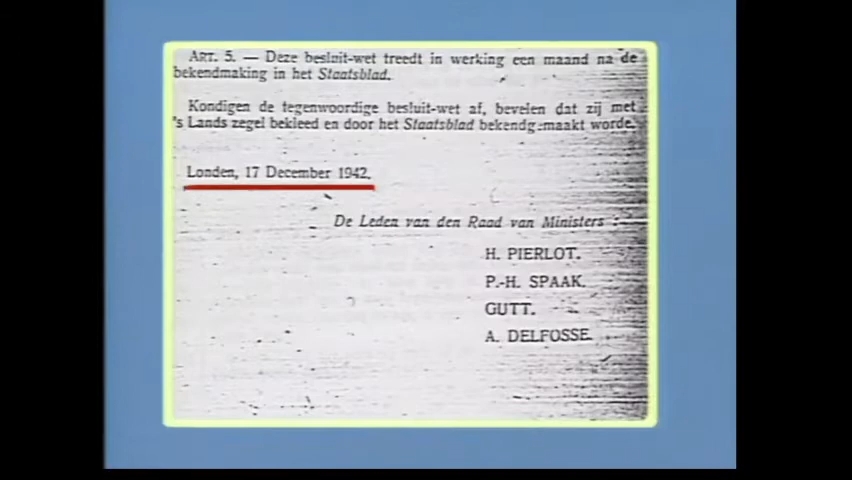 ART. 5. — Deze besluit-wet treedt in werking een maand na de
bekendmaking in het Staatsblad.
Kondigen de tegenwoordige besluit-wet af, bevelen dat zij met
's Lands zegel bekleed en door het Staatsblad bekendgemaakt worde.
Londen, 17 December 1942.
De Leden van den Raad van Ministers :
H. PIERLOT.
P.-H. SPAAK.
GUTT.
A. DELFOSSE.